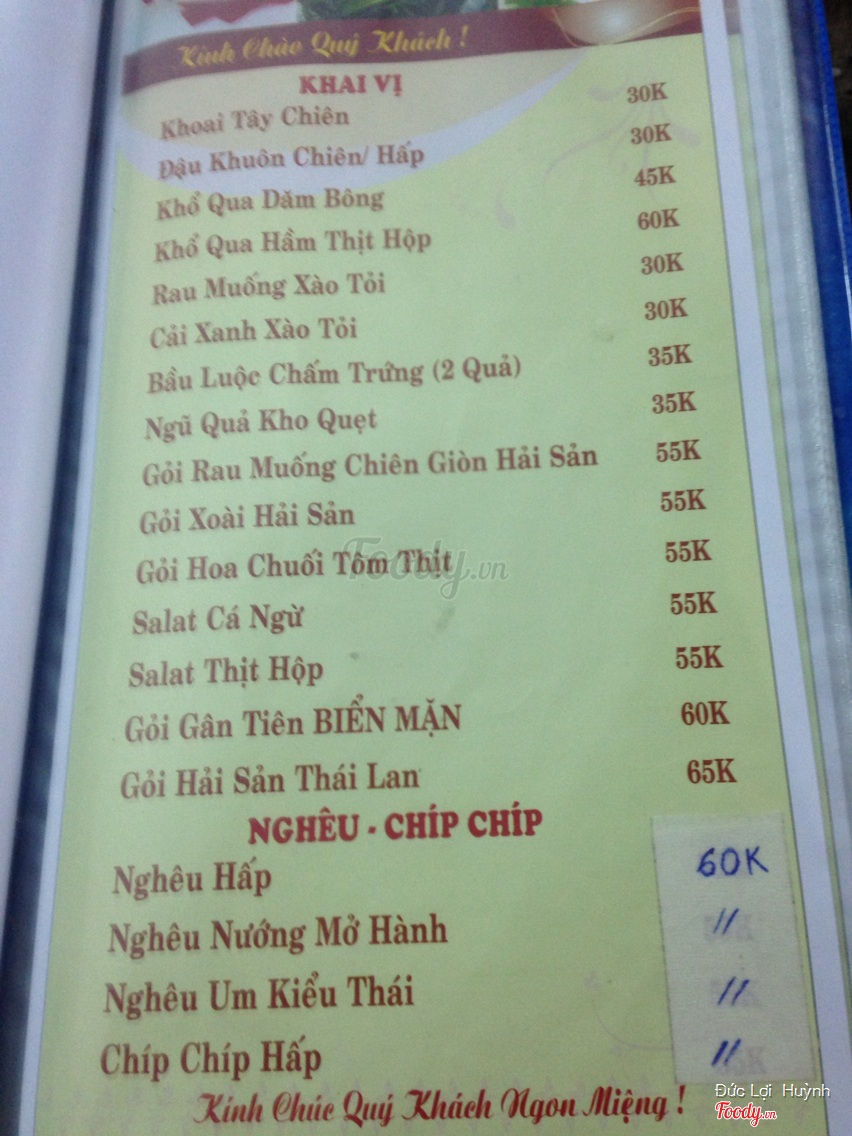 Kính Chào Quý Khách !
KHAI VỊ
Khoai Tây Chiên 30K
Đậu Khuôn Chiên/ Hấp 30K
Khổ Qua Dăm Bông 45K
Khổ Qua Hầm Thịt Hộp 60K
Rau Muống Xào Tỏi 30K
Cải Xanh Xào Tỏi 30K
Bầu Luộc Chấm Trứng (2 Quả) 35K
Ngũ Quả Kho Quẹt 35K
Gỏi Rau Muống Chiên Giòn Hải Sản 55K
Gỏi Xoài Hải Sản 55K
Gỏi Hoa Chuối Tôm Thịt 55K
Salat Cá Ngừ 55K
Salat Thịt Hộp 55K
Gỏi Gân Tiên BIỂN MẶN 60K
Gỏi Hải Sản Thái Lan 65K
NGHÊU - CHÍP CHÍP
Nghêu Hấp 60K
Nghêu Nướng Mở Hành //
Nghêu Um Kiểu Thái //
Chíp Chíp Hấp //
Kính Chúc Quý Khách Ngon Miệng !
Foody.vn
Đức Lợi Huỳnh
Foody.vn